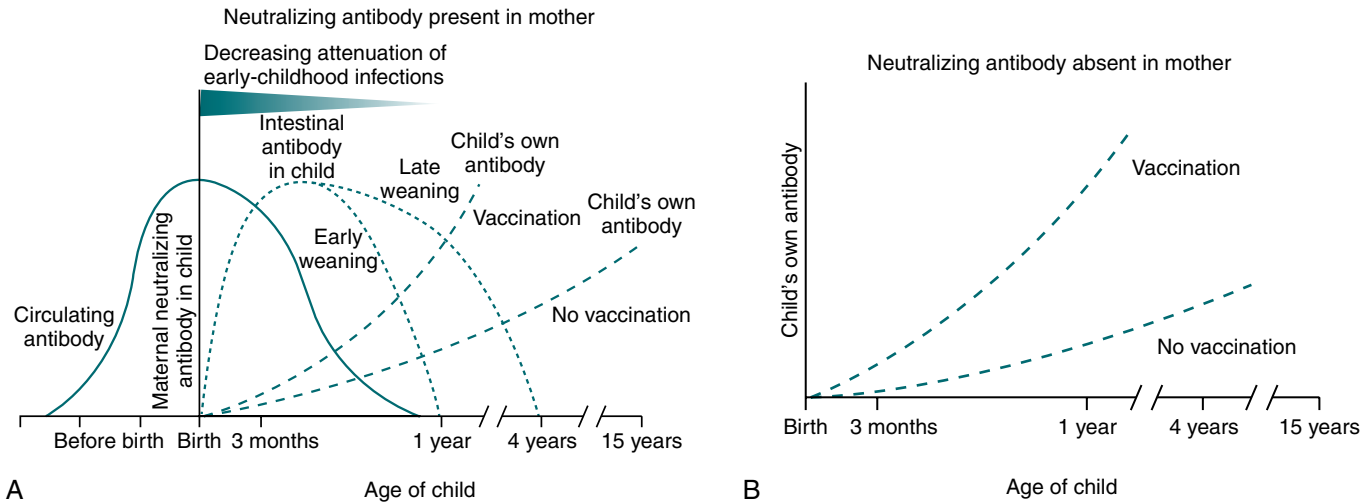 Neutralizing antibody present in mother
Decreasing attenuation of
early-childhood infections
Intestinal
antibody
in child
Late
weaning
Child's own
antibody
Vaccination
Child's own
antibody
Early
weaning
No vaccination
Circulating
antibody
Maternal neutralizing
antibody in child
Before birth
Birth
3 months
1 year
4 years
15 years
A
Age of child
Neutralizing antibody absent in mother
Child's own antibody
Vaccination
No vaccination
Birth
3 months
1 year
4 years
15 years
B
Age of child